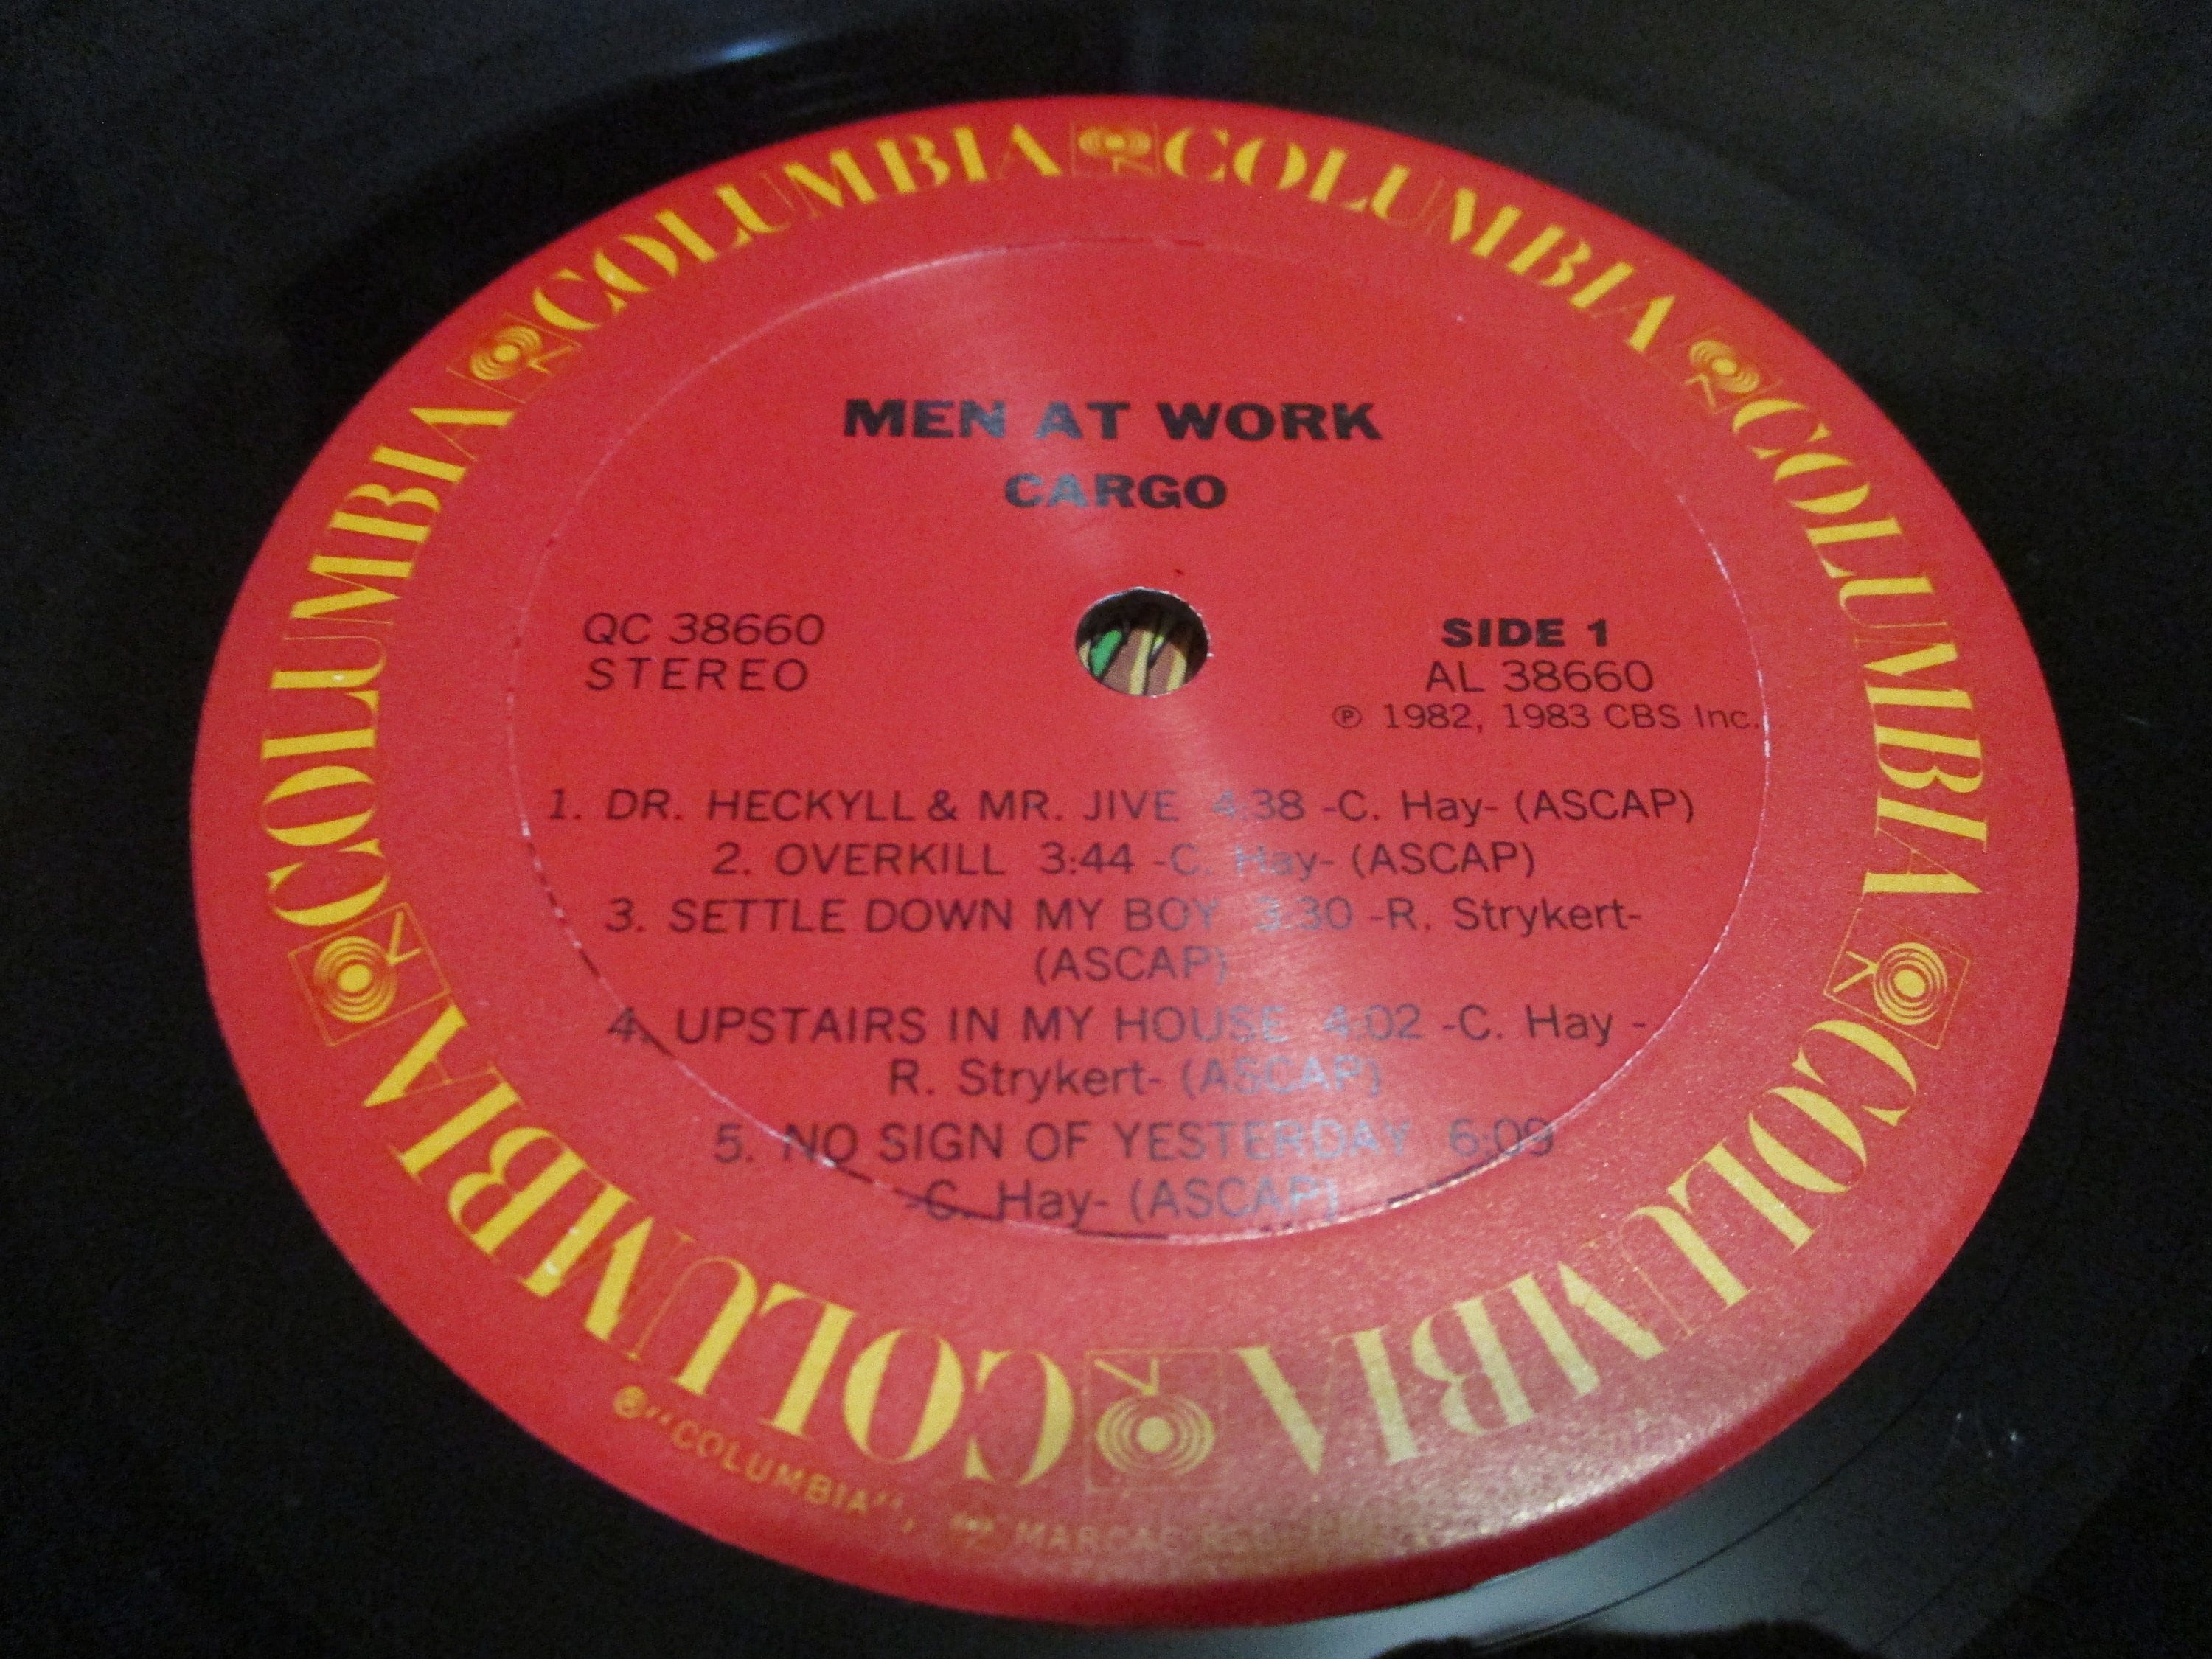 COLUMBIA COLUMBIA COLUMBIA COLUMBIA COLUMBIA COLUMBIA
MEN AT WORK
CARGO
QC 38660
STEREO
SIDE 1
AL 38660
℗ 1982, 1983 CBS Inc.
1. DR. HECKYLL & MR. JIVE 4:38 -C. Hay- (ASCAP)
2. OVERKILL 3:44 -C. Hay- (ASCAP)
3. SETTLE DOWN MY BOY 3:30 -R. Strykert-
(ASCAP)
4. UPSTAIRS IN MY HOUSE 4:02 -C. Hay -
R. Strykert- (ASCAP)
5. NO SIGN OF YESTERDAY 6:09
-C. Hay- (ASCAP)
® "COLUMBIA", MARCAS REG.